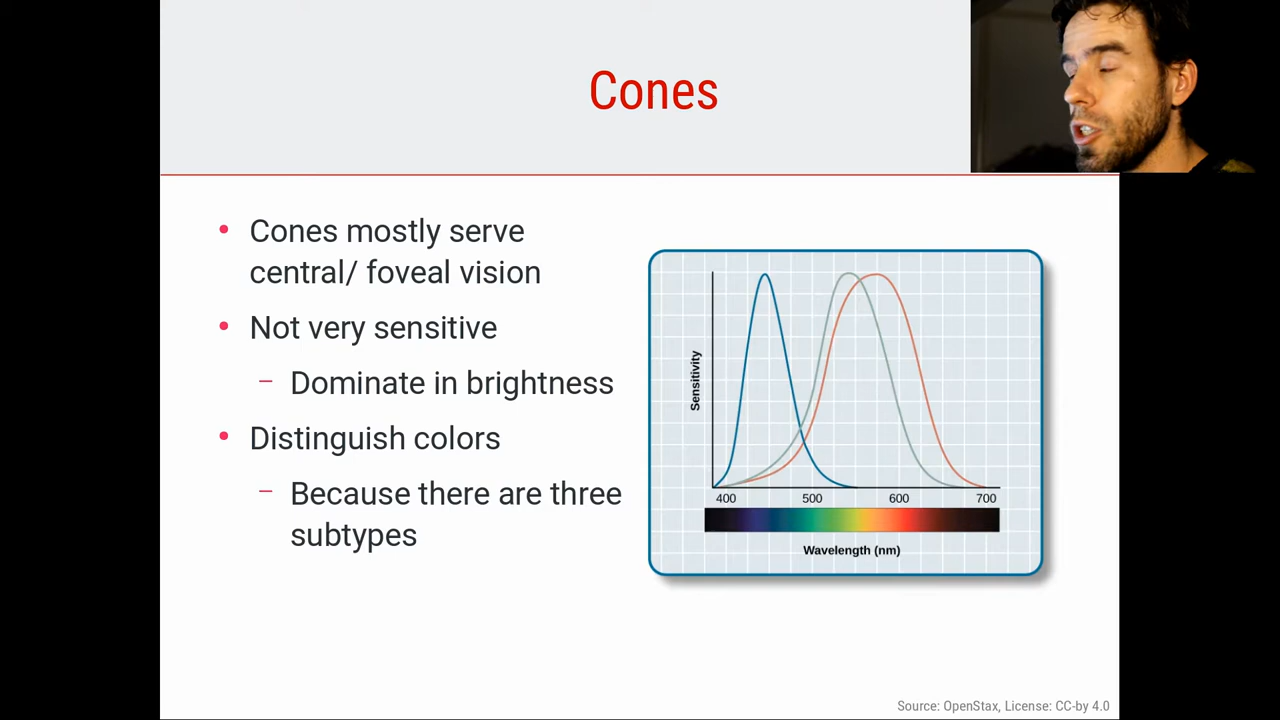 Cones
Cones mostly serve
central/ foveal vision
Not very sensitive
Dominate in brightness
Distinguish colors
Because there are three
subtypes
Sensitivity
400 500 600 700
Wavelength (nm)
Source: OpenStax, License: CC-by 4.0